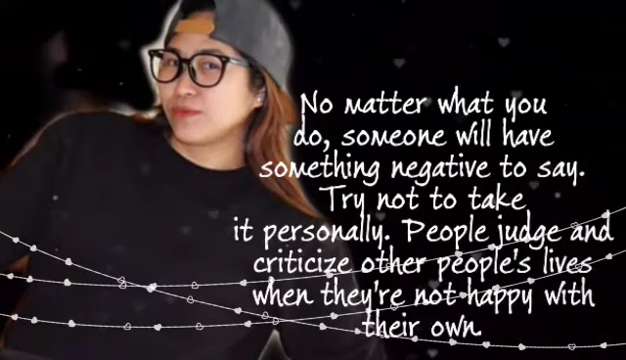 No matter what you
do, someone will have
something negative to say.
Try not to take
it personally. People judge and
criticize other people's lives
when they're not happy with
their own.